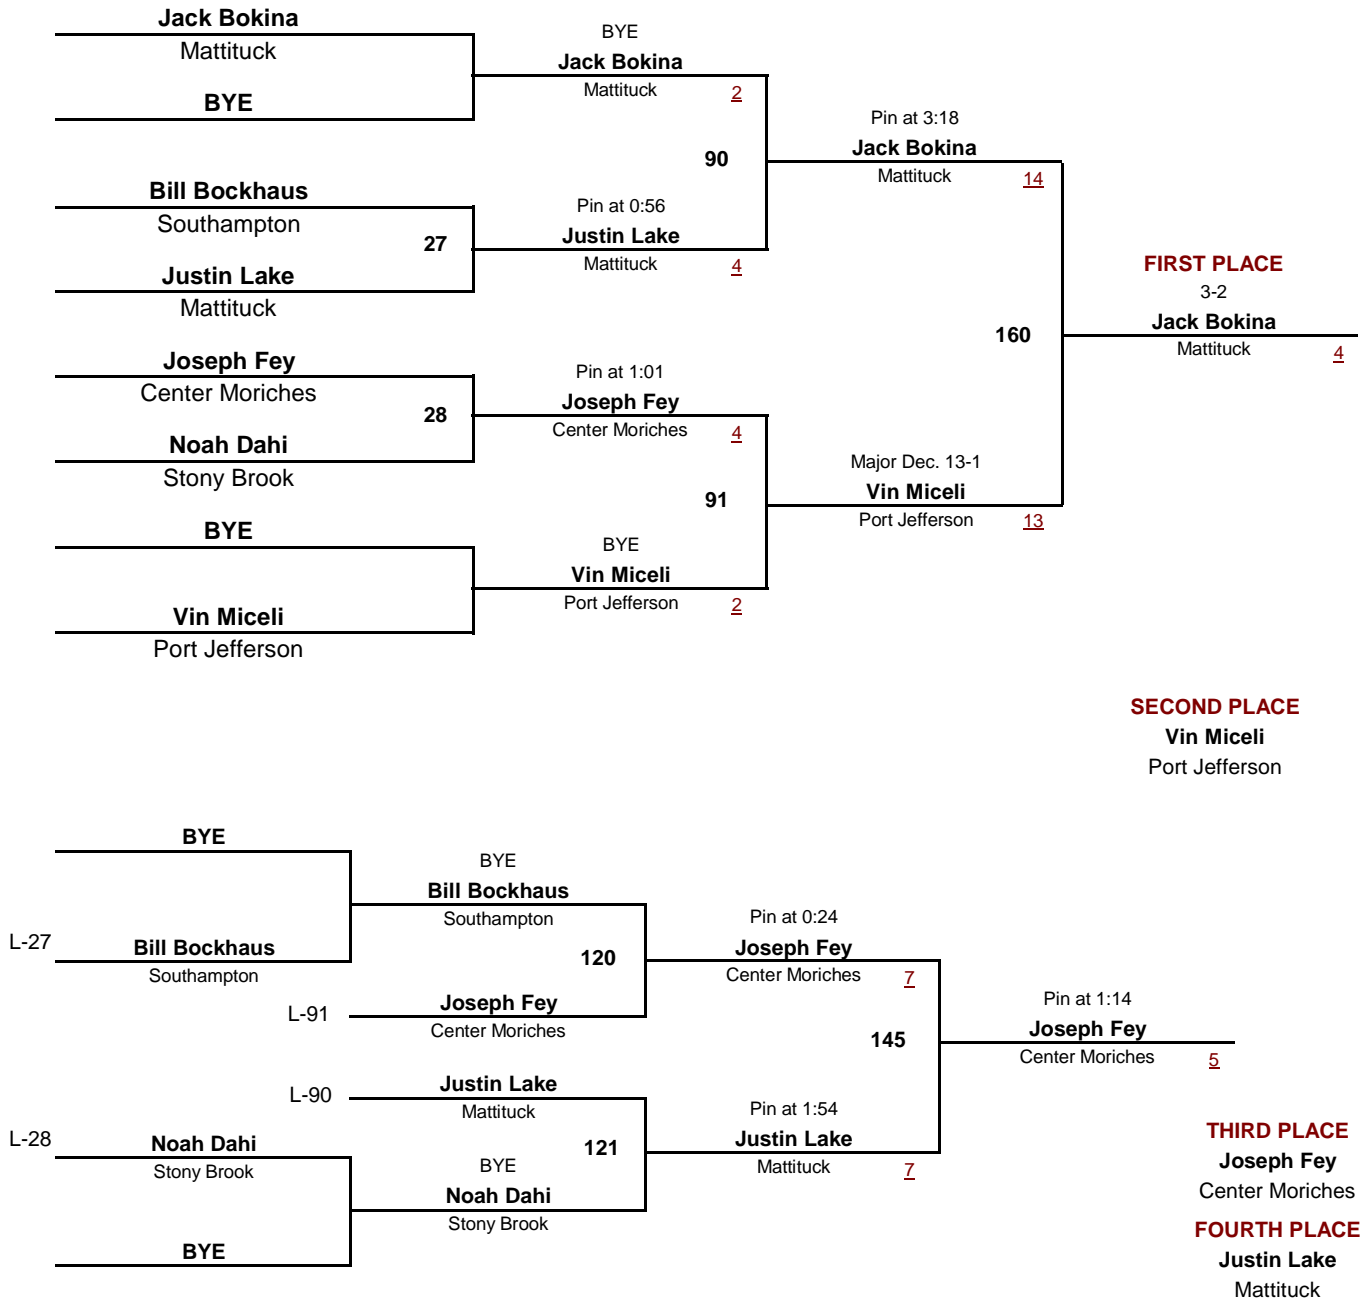 Jack Bokina
Mattituck
BYE
Bill Bockhaus
Southampton
27
Justin Lake
Mattituck
Joseph Fey
Center Moriches
28
Noah Dahi
Stony Brook
BYE
Vin Miceli
Port Jefferson
BYE
Jack Bokina
Mattituck 2
90
Pin at 0:56
Justin Lake
Mattituck 4
Pin at 1:01
Joseph Fey
Center Moriches 4
91
BYE
Vin Miceli
Port Jefferson 2
Pin at 3:18
Jack Bokina
Mattituck 14
160
Major Dec. 13-1
Vin Miceli
Port Jefferson 13
FIRST PLACE
3-2
Jack Bokina
Mattituck 4
SECOND PLACE
Vin Miceli
Port Jefferson
BYE
L-27 Bill Bockhaus
Southampton
BYE
Bill Bockhaus
Southampton
120
L-91 Joseph Fey
Center Moriches
L-90 Justin Lake
Mattituck
121
L-28 Noah Dahi
Stony Brook
BYE
BYE
Noah Dahi
Stony Brook
Pin at 0:24
Joseph Fey
Center Moriches 7
145
Pin at 1:54
Justin Lake
Mattituck 7
Pin at 1:14
Joseph Fey
Center Moriches 5
THIRD PLACE
Joseph Fey
Center Moriches
FOURTH PLACE
Justin Lake
Mattituck